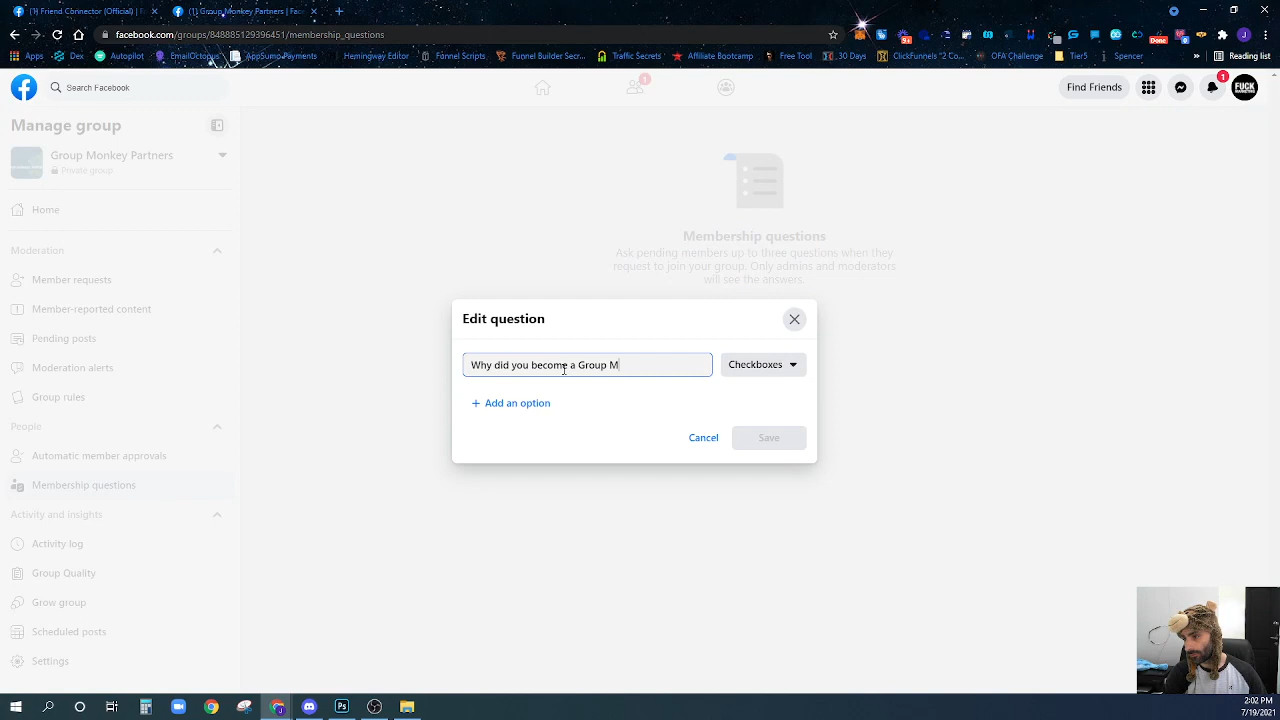 (1) Friend Connector (Official) | F
(1) Group Monkey Partners | Face
facebook.com/groups/848885129396451/membership_questions
Apps
Dex
Autopilot
EmailOctopus
AppSumo Payments
Hemingway Editor
Funnel Scripts
Funnel Builder Secr...
Traffic Secrets
Affiliate Bootcamp
Free Tool
30 Days
ClickFunnels "2 Co...
OFA Challenge
Tier5
Spencer
»
Reading list
Search Facebook
1
Find Friends
1
Manage group
Group Monkey Partners
Private group
Home
Moderation
Member requests
Member-reported content
Pending posts
Moderation alerts
Group rules
People
Automatic member approvals
Membership questions
Activity and insights
Activity log
Group Quality
Grow group
Scheduled posts
Settings
Membership questions
Ask pending members up to three questions when they
request to join your group. Only admins and moderators
will see the answers.
Edit question
Why did you become a Group M
Checkboxes
+ Add an option
Cancel
Save
2:02 PM
7/19/2021